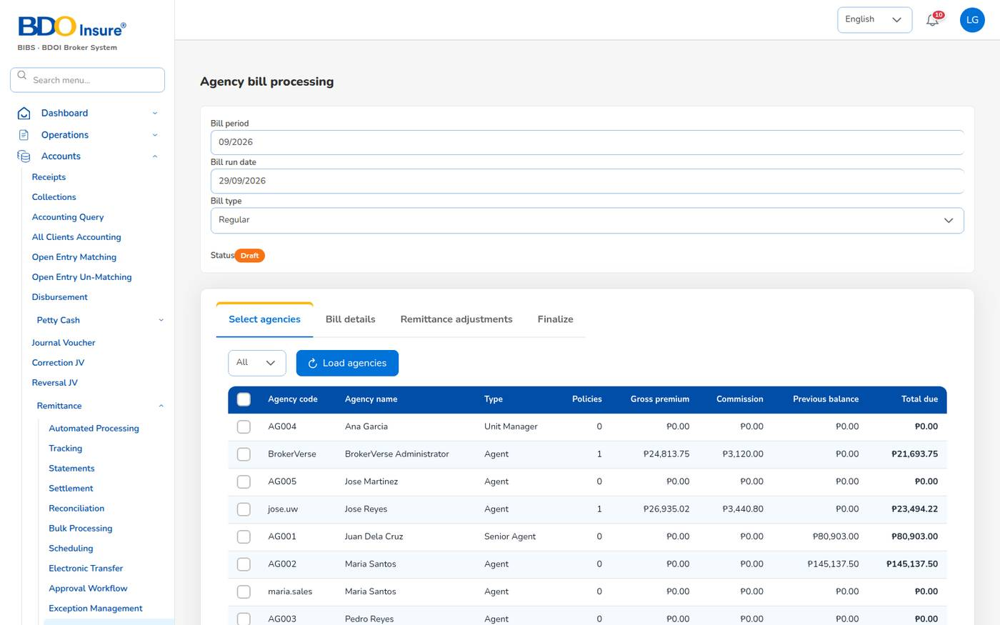 BDO Insure®
BIBS · BDOI Broker System
Search menu...
Dashboard
Operations
Accounts
Receipts
Collections
Accounting Query
All Clients Accounting
Open Entry Matching
Open Entry Un-Matching
Disbursement
Petty Cash
Journal Voucher
Correction JV
Reversal JV
Remittance
Automated Processing
Tracking
Statements
Settlement
Reconciliation
Bulk Processing
Scheduling
Electronic Transfer
Approval Workflow
Exception Management
English
10
LG
Agency bill processing
Bill period
09/2026
Bill run date
29/09/2026
Bill type
Regular
Status Draft
Select agencies Bill details Remittance adjustments Finalize
All Load agencies
Agency code Agency name Type Policies Gross premium Commission Previous balance Total due
AG004 Ana Garcia Unit Manager 0 ₱0.00 ₱0.00 ₱0.00 ₱0.00
BrokerVerse BrokerVerse Administrator Agent 1 ₱24,813.75 ₱3,120.00 ₱0.00 ₱21,693.75
AG005 Jose Martinez Agent 0 ₱0.00 ₱0.00 ₱0.00 ₱0.00
jose.uw Jose Reyes Agent 1 ₱26,935.02 ₱3,440.80 ₱0.00 ₱23,494.22
AG001 Juan Dela Cruz Senior Agent 0 ₱0.00 ₱0.00 ₱80,903.00 ₱80,903.00
AG002 Maria Santos Agent 0 ₱0.00 ₱0.00 ₱145,137.50 ₱145,137.50
maria.sales Maria Santos Agent 0 ₱0.00 ₱0.00 ₱0.00 ₱0.00
AG003 Pedro Reyes Agent 0 ₱0.00 ₱0.00 ₱0.00 ₱0.00